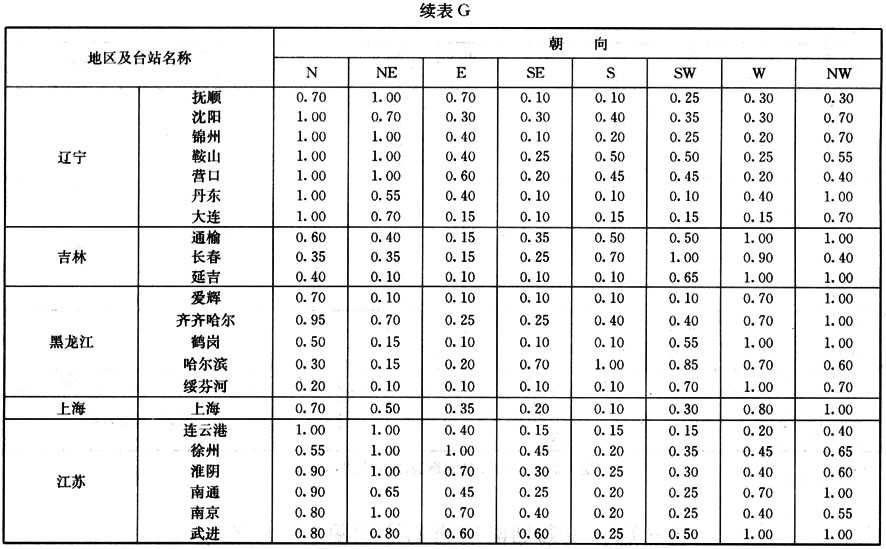 续表 G
地区及台站名称 朝 向
N NE E SE S SW W NW
辽宁 抚顺 0.70 1.00 0.70 0.10 0.10 0.25 0.30 0.30
沈阳 1.00 0.70 0.30 0.30 0.40 0.35 0.30 0.70
锦州 1.00 1.00 0.40 0.10 0.20 0.25 0.20 0.70
鞍山 1.00 1.00 0.40 0.25 0.50 0.50 0.25 0.55
营口 1.00 1.00 0.60 0.20 0.45 0.45 0.20 0.40
丹东 1.00 0.55 0.40 0.10 0.10 0.10 0.40 1.00
大连 1.00 0.70 0.15 0.10 0.15 0.15 0.15 0.70
吉林 通榆 0.60 0.40 0.15 0.35 0.50 0.50 1.00 1.00
长春 0.35 0.35 0.15 0.25 0.70 1.00 0.90 0.40
延吉 0.40 0.10 0.10 0.10 0.10 0.65 1.00 1.00
黑龙江 爱辉 0.70 0.10 0.10 0.10 0.10 0.10 0.70 1.00
齐齐哈尔 0.95 0.70 0.25 0.25 0.40 0.40 0.70 1.00
鹤岗 0.50 0.15 0.10 0.10 0.10 0.55 1.00 1.00
哈尔滨 0.30 0.15 0.20 0.70 1.00 0.85 0.70 0.60
绥芬河 0.20 0.10 0.10 0.10 0.10 0.70 1.00 0.70
上海 上海 0.70 0.50 0.35 0.20 0.10 0.30 0.80 1.00
江苏 连云港 1.00 1.00 0.40 0.15 0.15 0.15 0.20 0.40
徐州 0.55 1.00 1.00 0.45 0.20 0.35 0.45 0.65
淮阴 0.90 1.00 0.70 0.30 0.25 0.30 0.40 0.60
南通 0.90 0.65 0.45 0.25 0.20 0.25 0.70 1.00
南京 0.80 1.00 0.70 0.40 0.20 0.25 0.40 0.55
武进 0.80 0.80 0.60 0.60 0.25 0.50 1.00 1.00